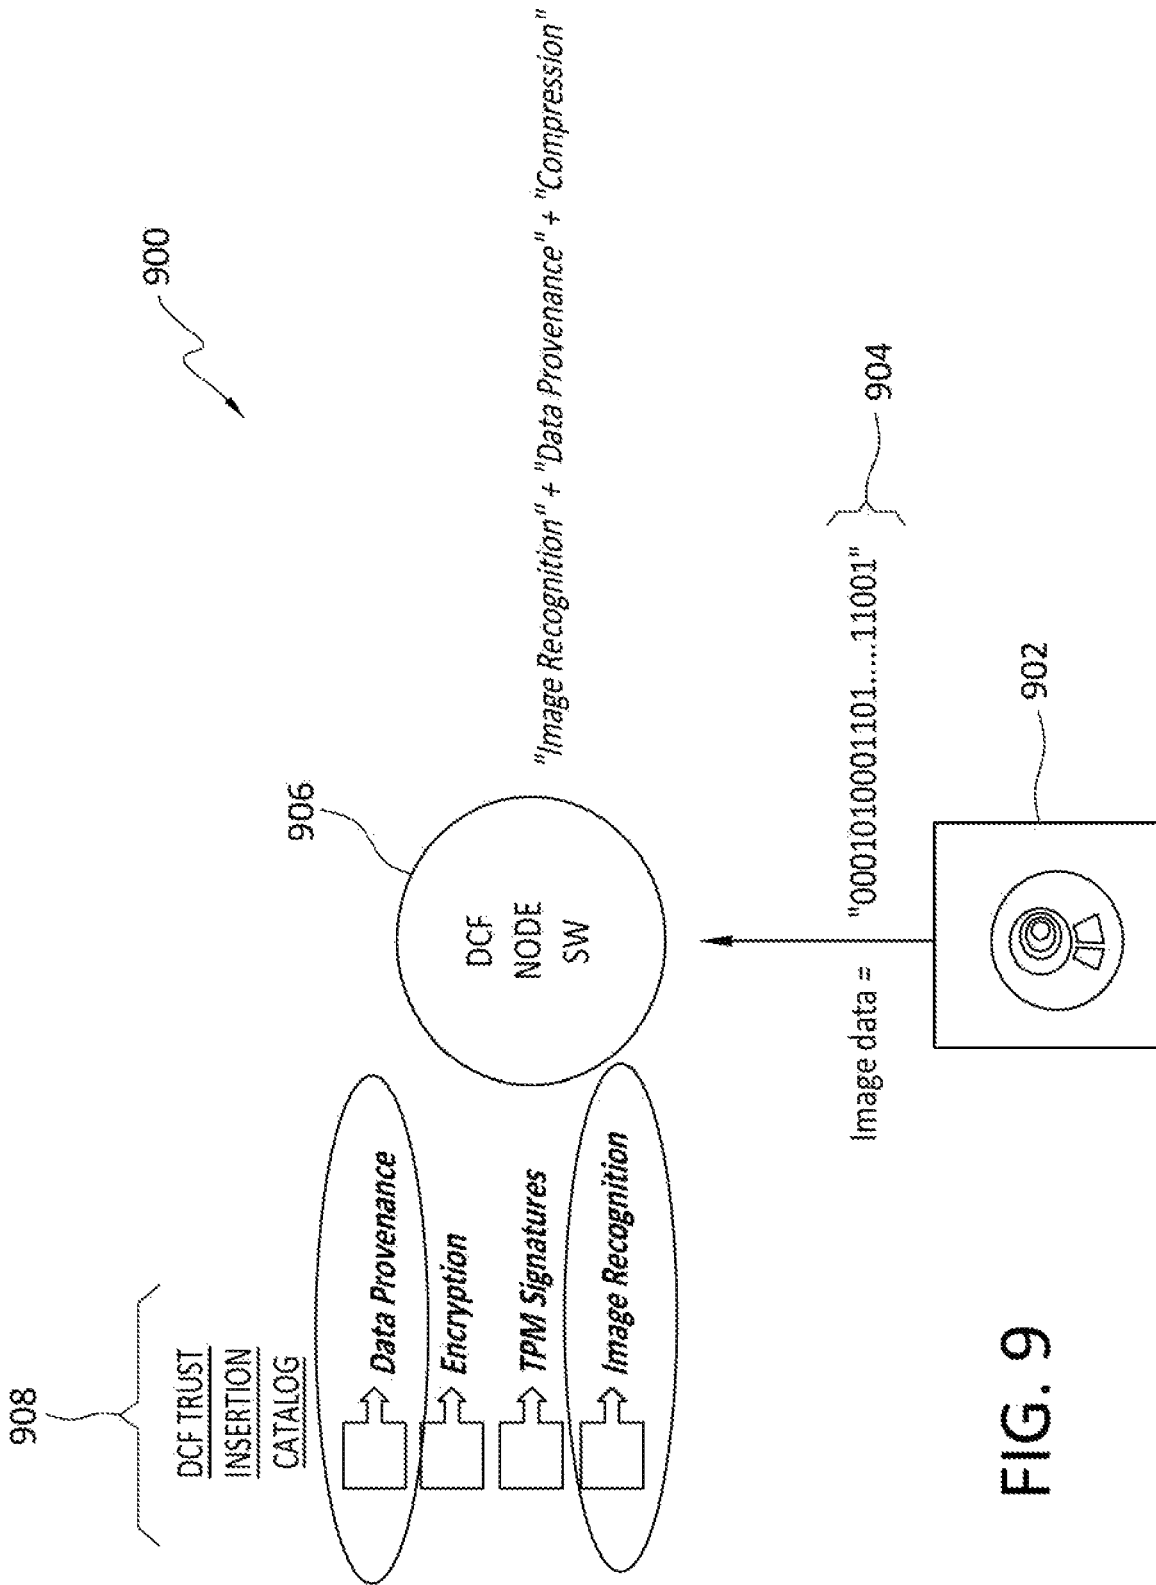 900
908
DCF TRUST
INSERTION
CATALOG
Data Provenance
Encryption
TPM Signatures
Image Recognition
906
DCF
NODE
SW
"Image Recognition" + "Data Provenance" + "Compression"
Image data = "00010100001101.....11001"
904
902
FIG. 9